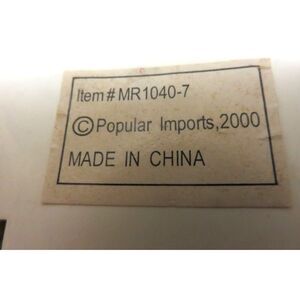 Item # MR1040-7
©Popular Imports,2000
MADE IN CHINA